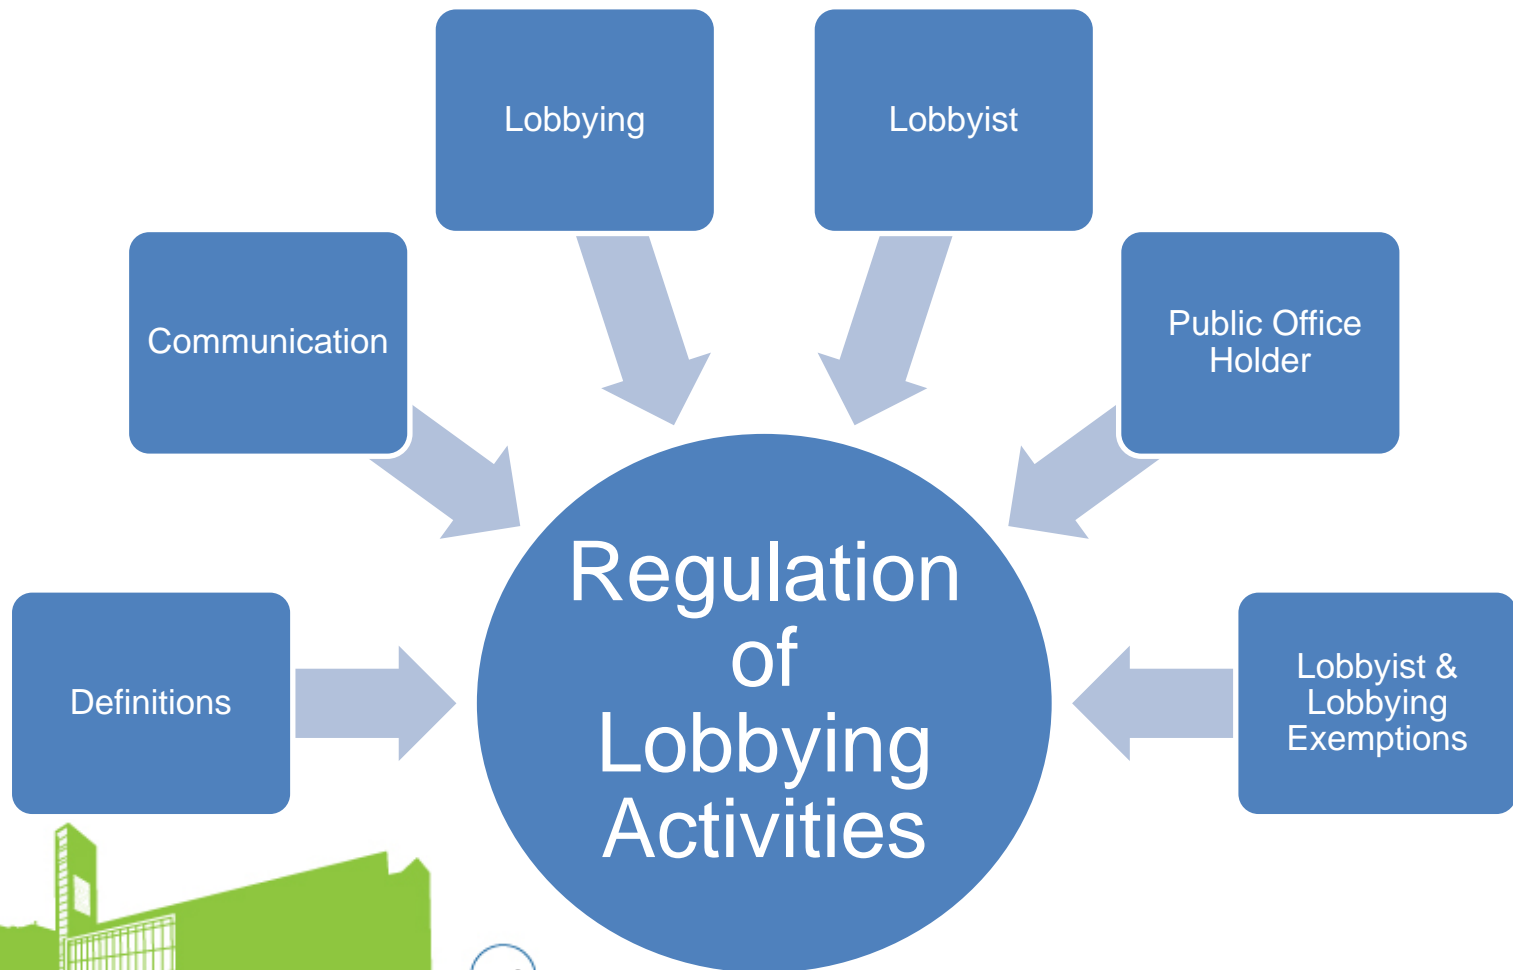 Lobbying
Lobbyist
Communication
Public Office
Holder
Definitions
Regulation
of
Lobbying
Activities
Lobbyist &
Lobbying
Exemptions